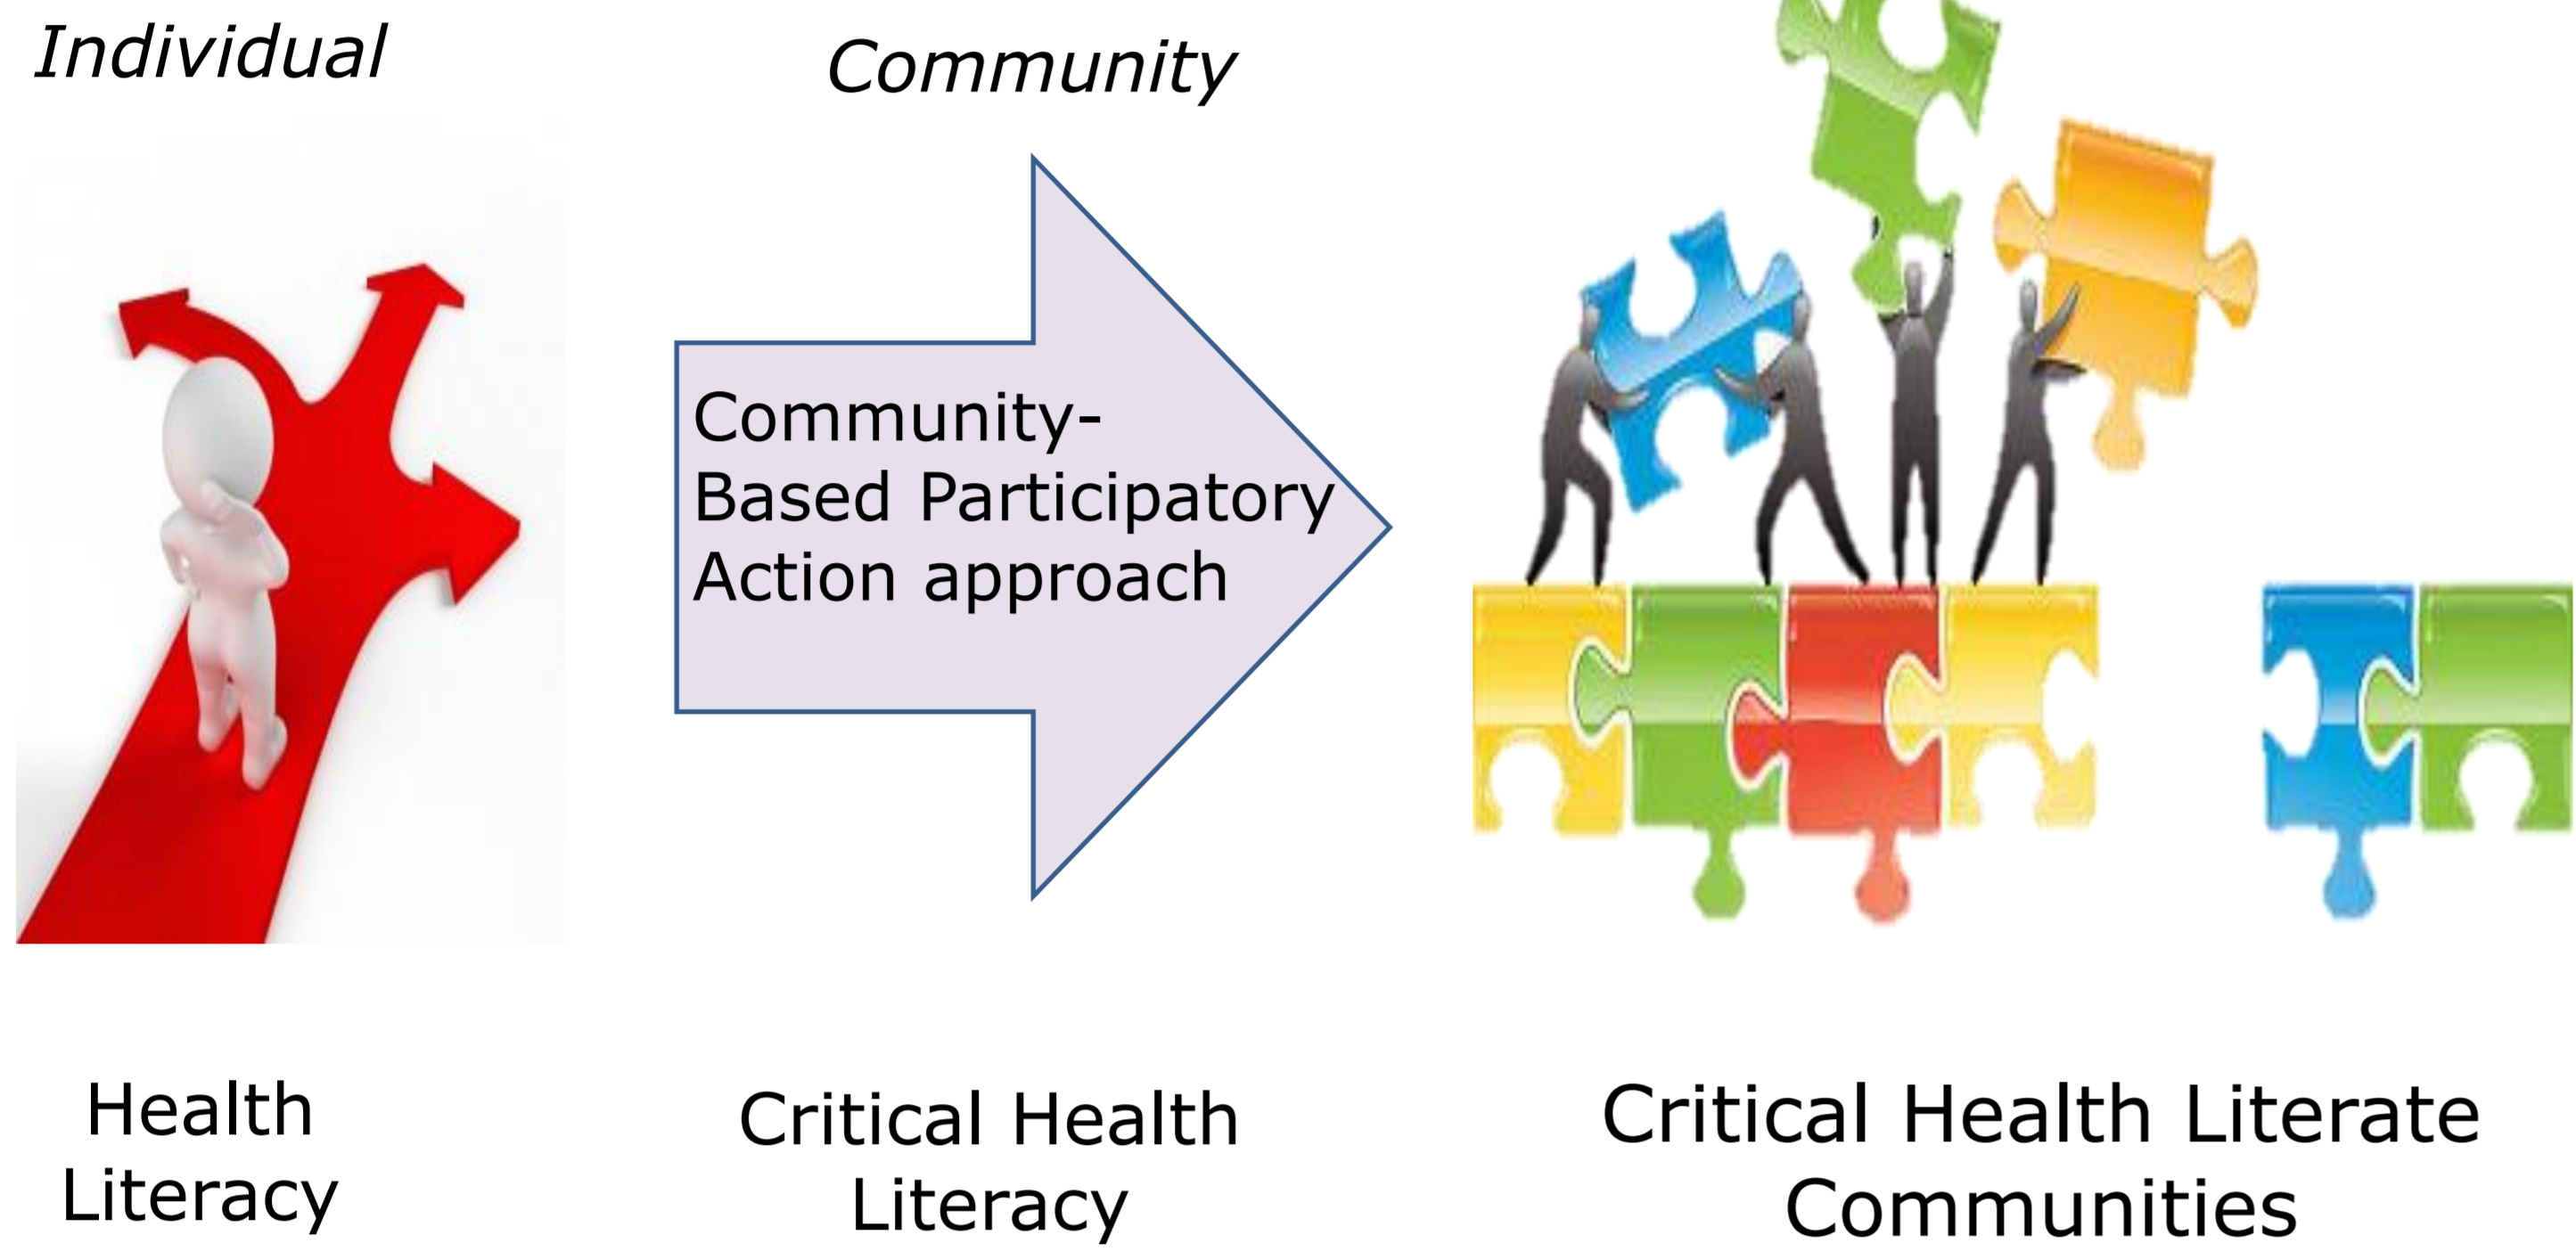 Individual
Community
Community-
Based Participatory
Action approach
Health
Literacy
Critical Health
Literacy
Critical Health Literate
Communities